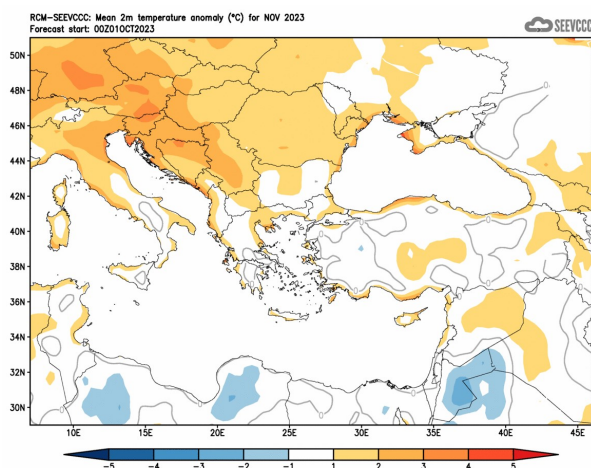 RCM-SEEVCCC: Mean 2m temperature anomaly (°C) for NOV 2023
Forecast start: 00Z01OCT2023
SEEVCCC
50N
48N
46N
44N
42N
40N
38N
36N
34N
32N
30N
10E 15E 20E 25E 30E 35E 40E 45E
-5 -4 -3 -2 -1 1 2 3 4 5